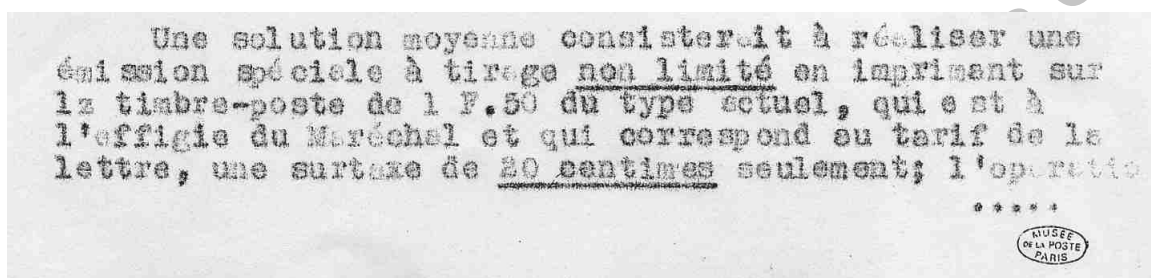 Une solution moyenne consisterait à réaliser une
émission spéciale à tirage non limité en imprimant sur
le timbre-poste de 1 F.50 du type actuel, qui est à
l'effigie du Maréchal et qui correspond au tarif de la
lettre, une surtaxe de 20 centimes seulement; l'opératio
.....
MUSÉE
DE LA POSTE
PARIS